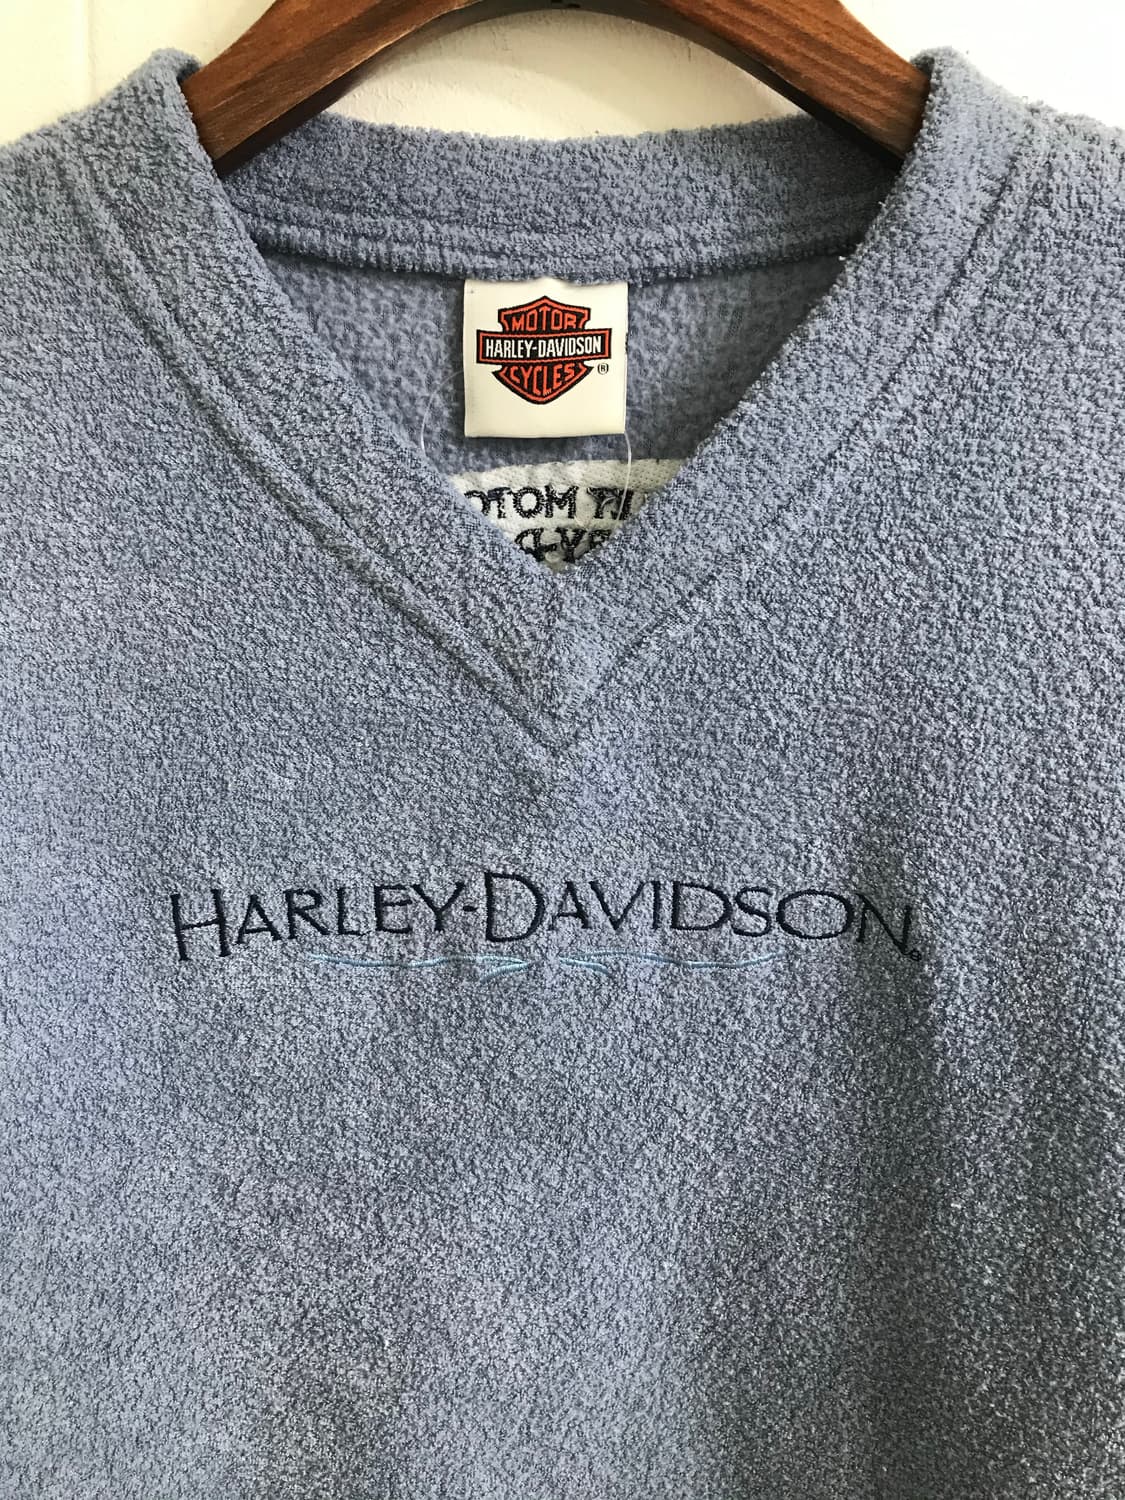 MOTOR
HARLEY-DAVIDSON
CYCLES
®
HARLEY-DAVIDSON®